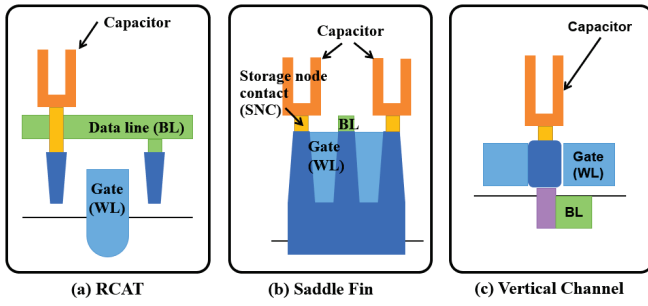 Capacitor
Data line (BL)
Gate
(WL)
(a) RCAT
Capacitor
Storage node
contact
(SNC)
BL
Gate
(WL)
(b) Saddle Fin
Capacitor
Gate
(WL)
BL
(c) Vertical Channel